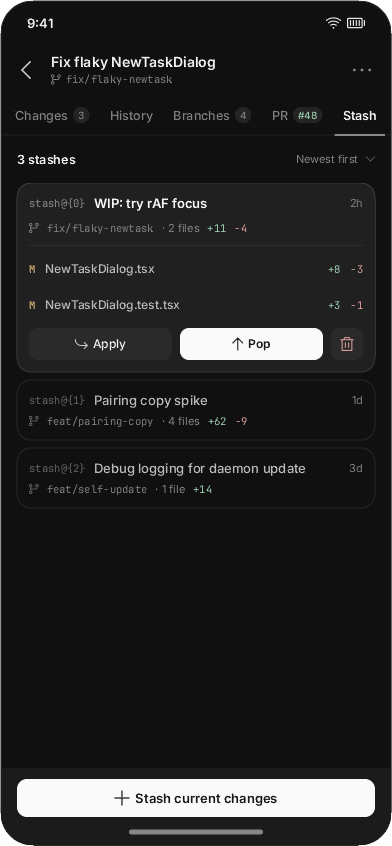 9:41
Fix flaky NewTaskDialog
fix/flaky-newtask
Changes 3 History Branches 4 PR #48 Stash
3 stashes Newest first
stash@{0} WIP: try rAF focus 2h
fix/flaky-newtask · 2 files +11 -4
M NewTaskDialog.tsx +8 -3
M NewTaskDialog.test.tsx +3 -1
Apply Pop
stash@{1} Pairing copy spike 1d
feat/pairing-copy · 4 files +62 -9
stash@{2} Debug logging for daemon update 3d
feat/self-update · 1 file +14
Stash current changes